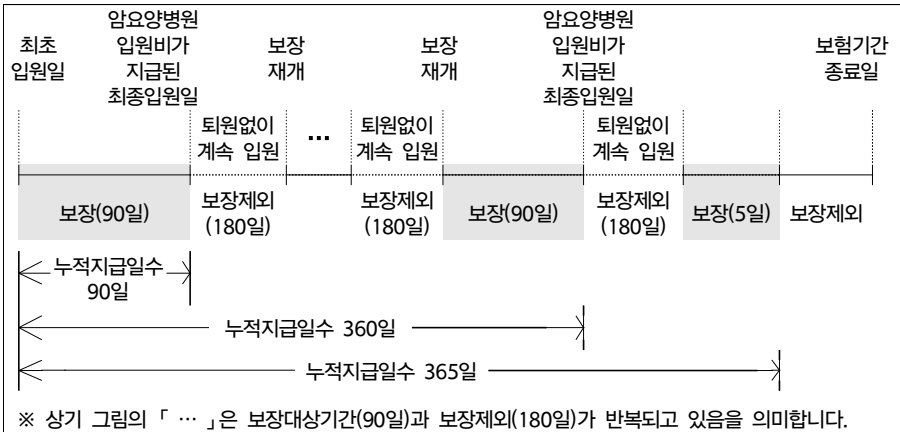 최초
입원일
암요양병원
입원비가
지급된
최종입원일
보장
재개
보장
재개
암요양병원
입원비가
지급된
최종입원일
보험기간
종료일
퇴원없이
계속 입원
…
퇴원없이
계속 입원
퇴원없이
계속 입원
보장(90일)
보장제외
(180일)
보장제외
(180일)
보장(90일)
보장제외
(180일)
보장(5일)
보장제외
누적지급일수
90일
누적지급일수 360일
누적지급일수 365일
※ 상기 그림의「 … 」은 보장대상기간(90일)과 보장제외(180일)가 반복되고 있음을 의미합니다.